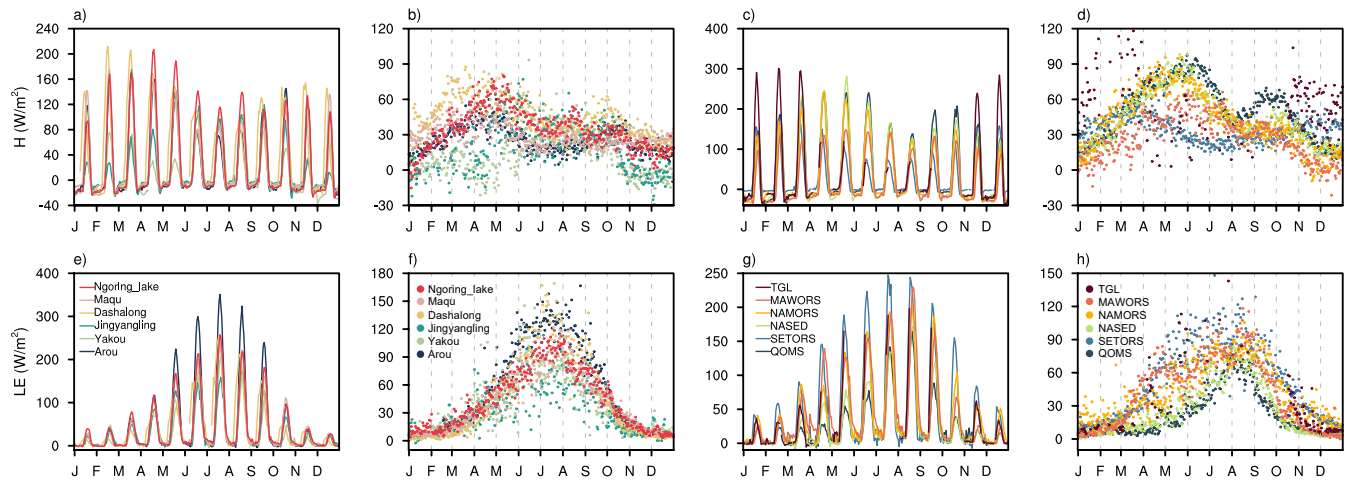 a)
H (W/m²)
240
200
160
120
80
40
0
-40
J F M A M J J A S O N D
b)
120
90
60
30
0
-30
J F M A M J J A S O N D
c)
400
300
200
100
0
J F M A M J J A S O N D
d)
120
90
60
30
0
-30
J F M A M J J A S O N D
e)
LE (W/m²)
400
300
200
100
0
NgorIng_lake
Maqu
Dashalong
Jingyangling
Yakou
Arou
J F M A M J J A S O N D
f)
180
150
120
90
60
30
0
Ngoring_lake
Maqu
Dashalong
Jingyangling
Yakou
Arou
J F M A M J J A S O N D
g)
250
200
150
100
50
0
TGL
MAWORS
NAMORS
NASED
SETORS
QOMS
J F M A M J J A S O N D
h)
150
120
90
60
30
0
TGL
MAWORS
NAMORS
NASED
SETORS
QOMS
J F M A M J J A S O N D